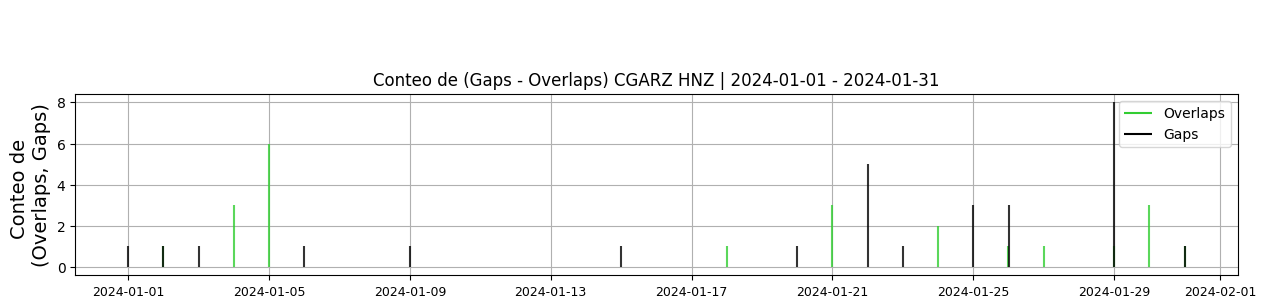 Conteo de (Gaps - Overlaps) CGARZ HNZ | 2024-01-01 - 2024-01-31
Conteo de
(Overlaps, Gaps)
8
6
4
2
0
Overlaps
Gaps
2024-01-01 2024-01-05 2024-01-09 2024-01-13 2024-01-17 2024-01-21 2024-01-25 2024-01-29 2024-02-01